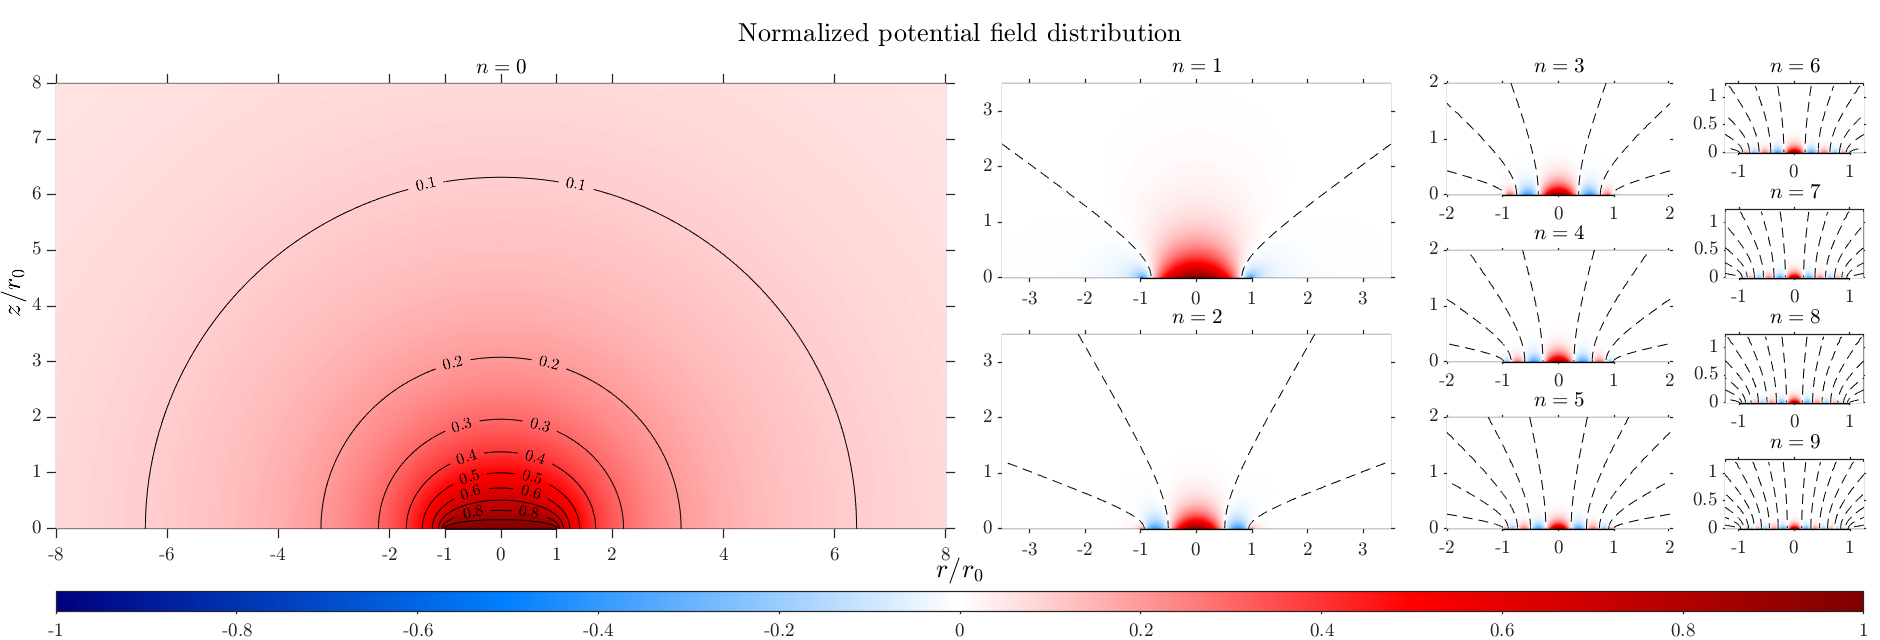 Normalized potential field distribution
n = 0
8
7
6
5
4
3
2
1
0
z/r0
-8 -6 -4 -2 -1 0 1 2 4 6 8
0.1 0.1
0.2 0.2
0.3 0.3
0.4 0.4
0.5 0.5
0.6 0.6
0.8 0.8
n = 1
3
2
1
0
-3 -2 -1 0 1 2 3
n = 2
3
2
1
0
-3 -2 -1 0 1 2 3
n = 3
2
1
0
-2 -1 0 1 2
n = 4
2
1
0
-2 -1 0 1 2
n = 5
2
1
0
-2 -1 0 1 2
n = 6
1
0.5
0
-1 0 1
n = 7
1
0.5
0
-1 0 1
n = 8
1
0.5
0
-1 0 1
n = 9
1
0.5
0
-1 0 1
r/r0
-1 -0.8 -0.6 -0.4 -0.2 0 0.2 0.4 0.6 0.8 1